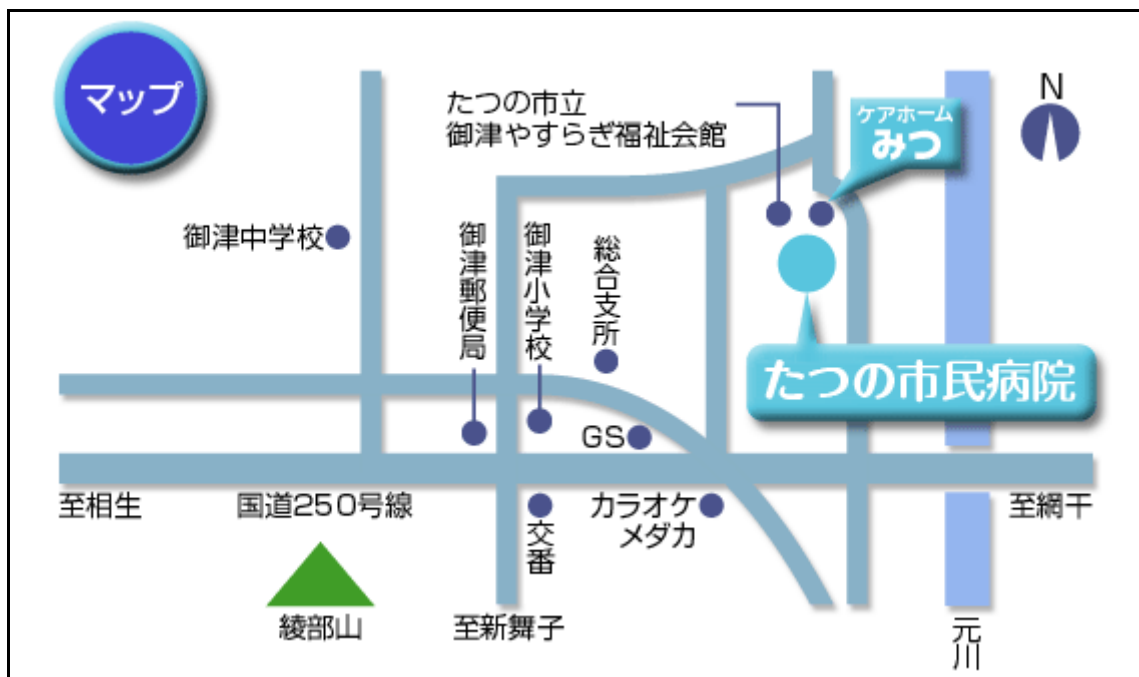 マップ
たつの市立
御津やすらぎ福祉会館
ケアホーム
みつ
N
御津中学校
御津郵便局
御津小学校
総合支所
たつの市民病院
GS
至相生
国道250号線
交番
カラオケ
メダカ
至網干
綾部山
至新舞子
元川